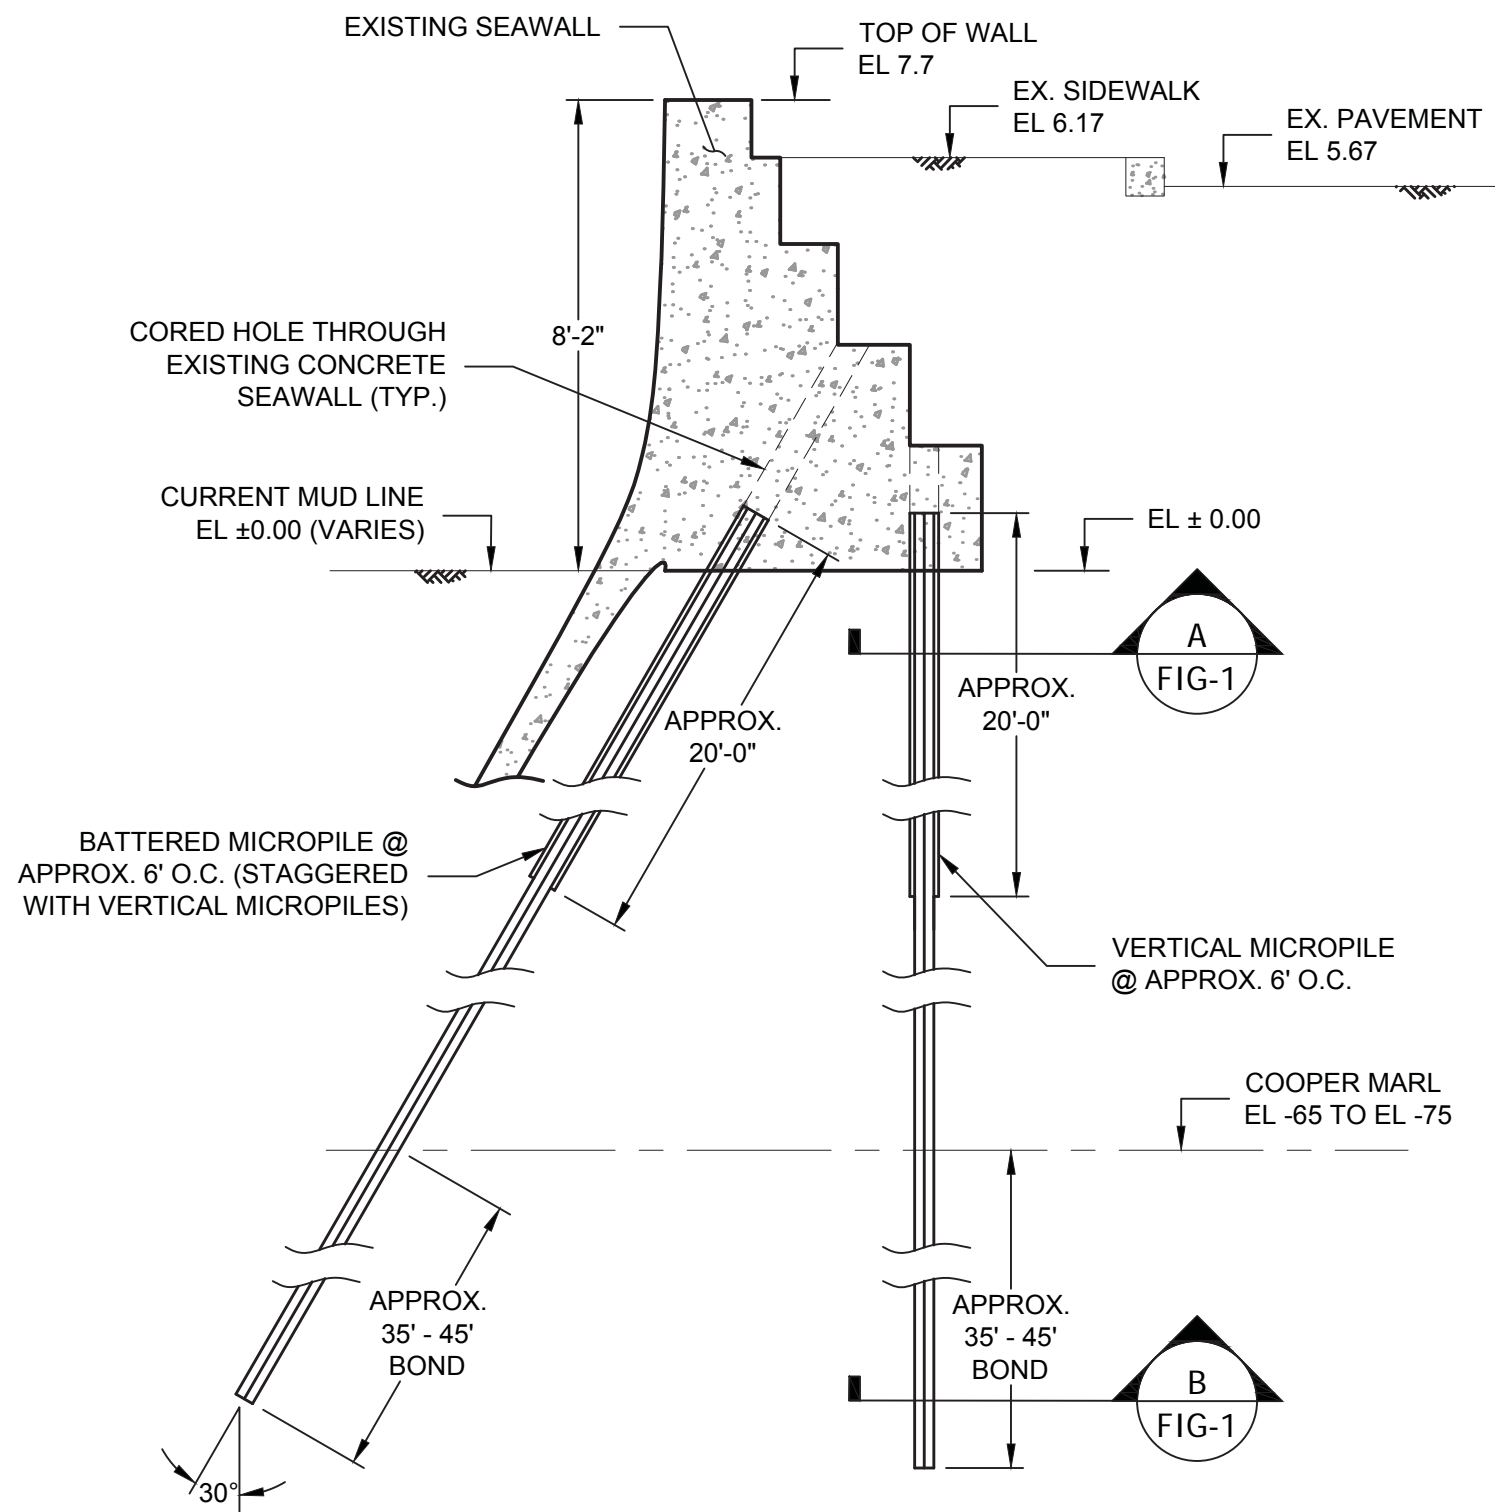 EXISTING SEAWALL
TOP OF WALL
EL 7.7
EX. SIDEWALK
EL 6.17
EX. PAVEMENT
EL 5.67
8'-2"
CORED HOLE THROUGH
EXISTING CONCRETE
SEAWALL (TYP.)
CURRENT MUD LINE
EL ±0.00 (VARIES)
EL ± 0.00
A
FIG-1
APPROX.
20'-0"
APPROX.
20'-0"
BATTERED MICROPILE @
APPROX. 6' O.C. (STAGGERED
WITH VERTICAL MICROPILES)
VERTICAL MICROPILE
@ APPROX. 6' O.C.
COOPER MARL
EL -65 TO EL -75
APPROX.
35' - 45'
BOND
APPROX.
35' - 45'
BOND
B
FIG-1
30°